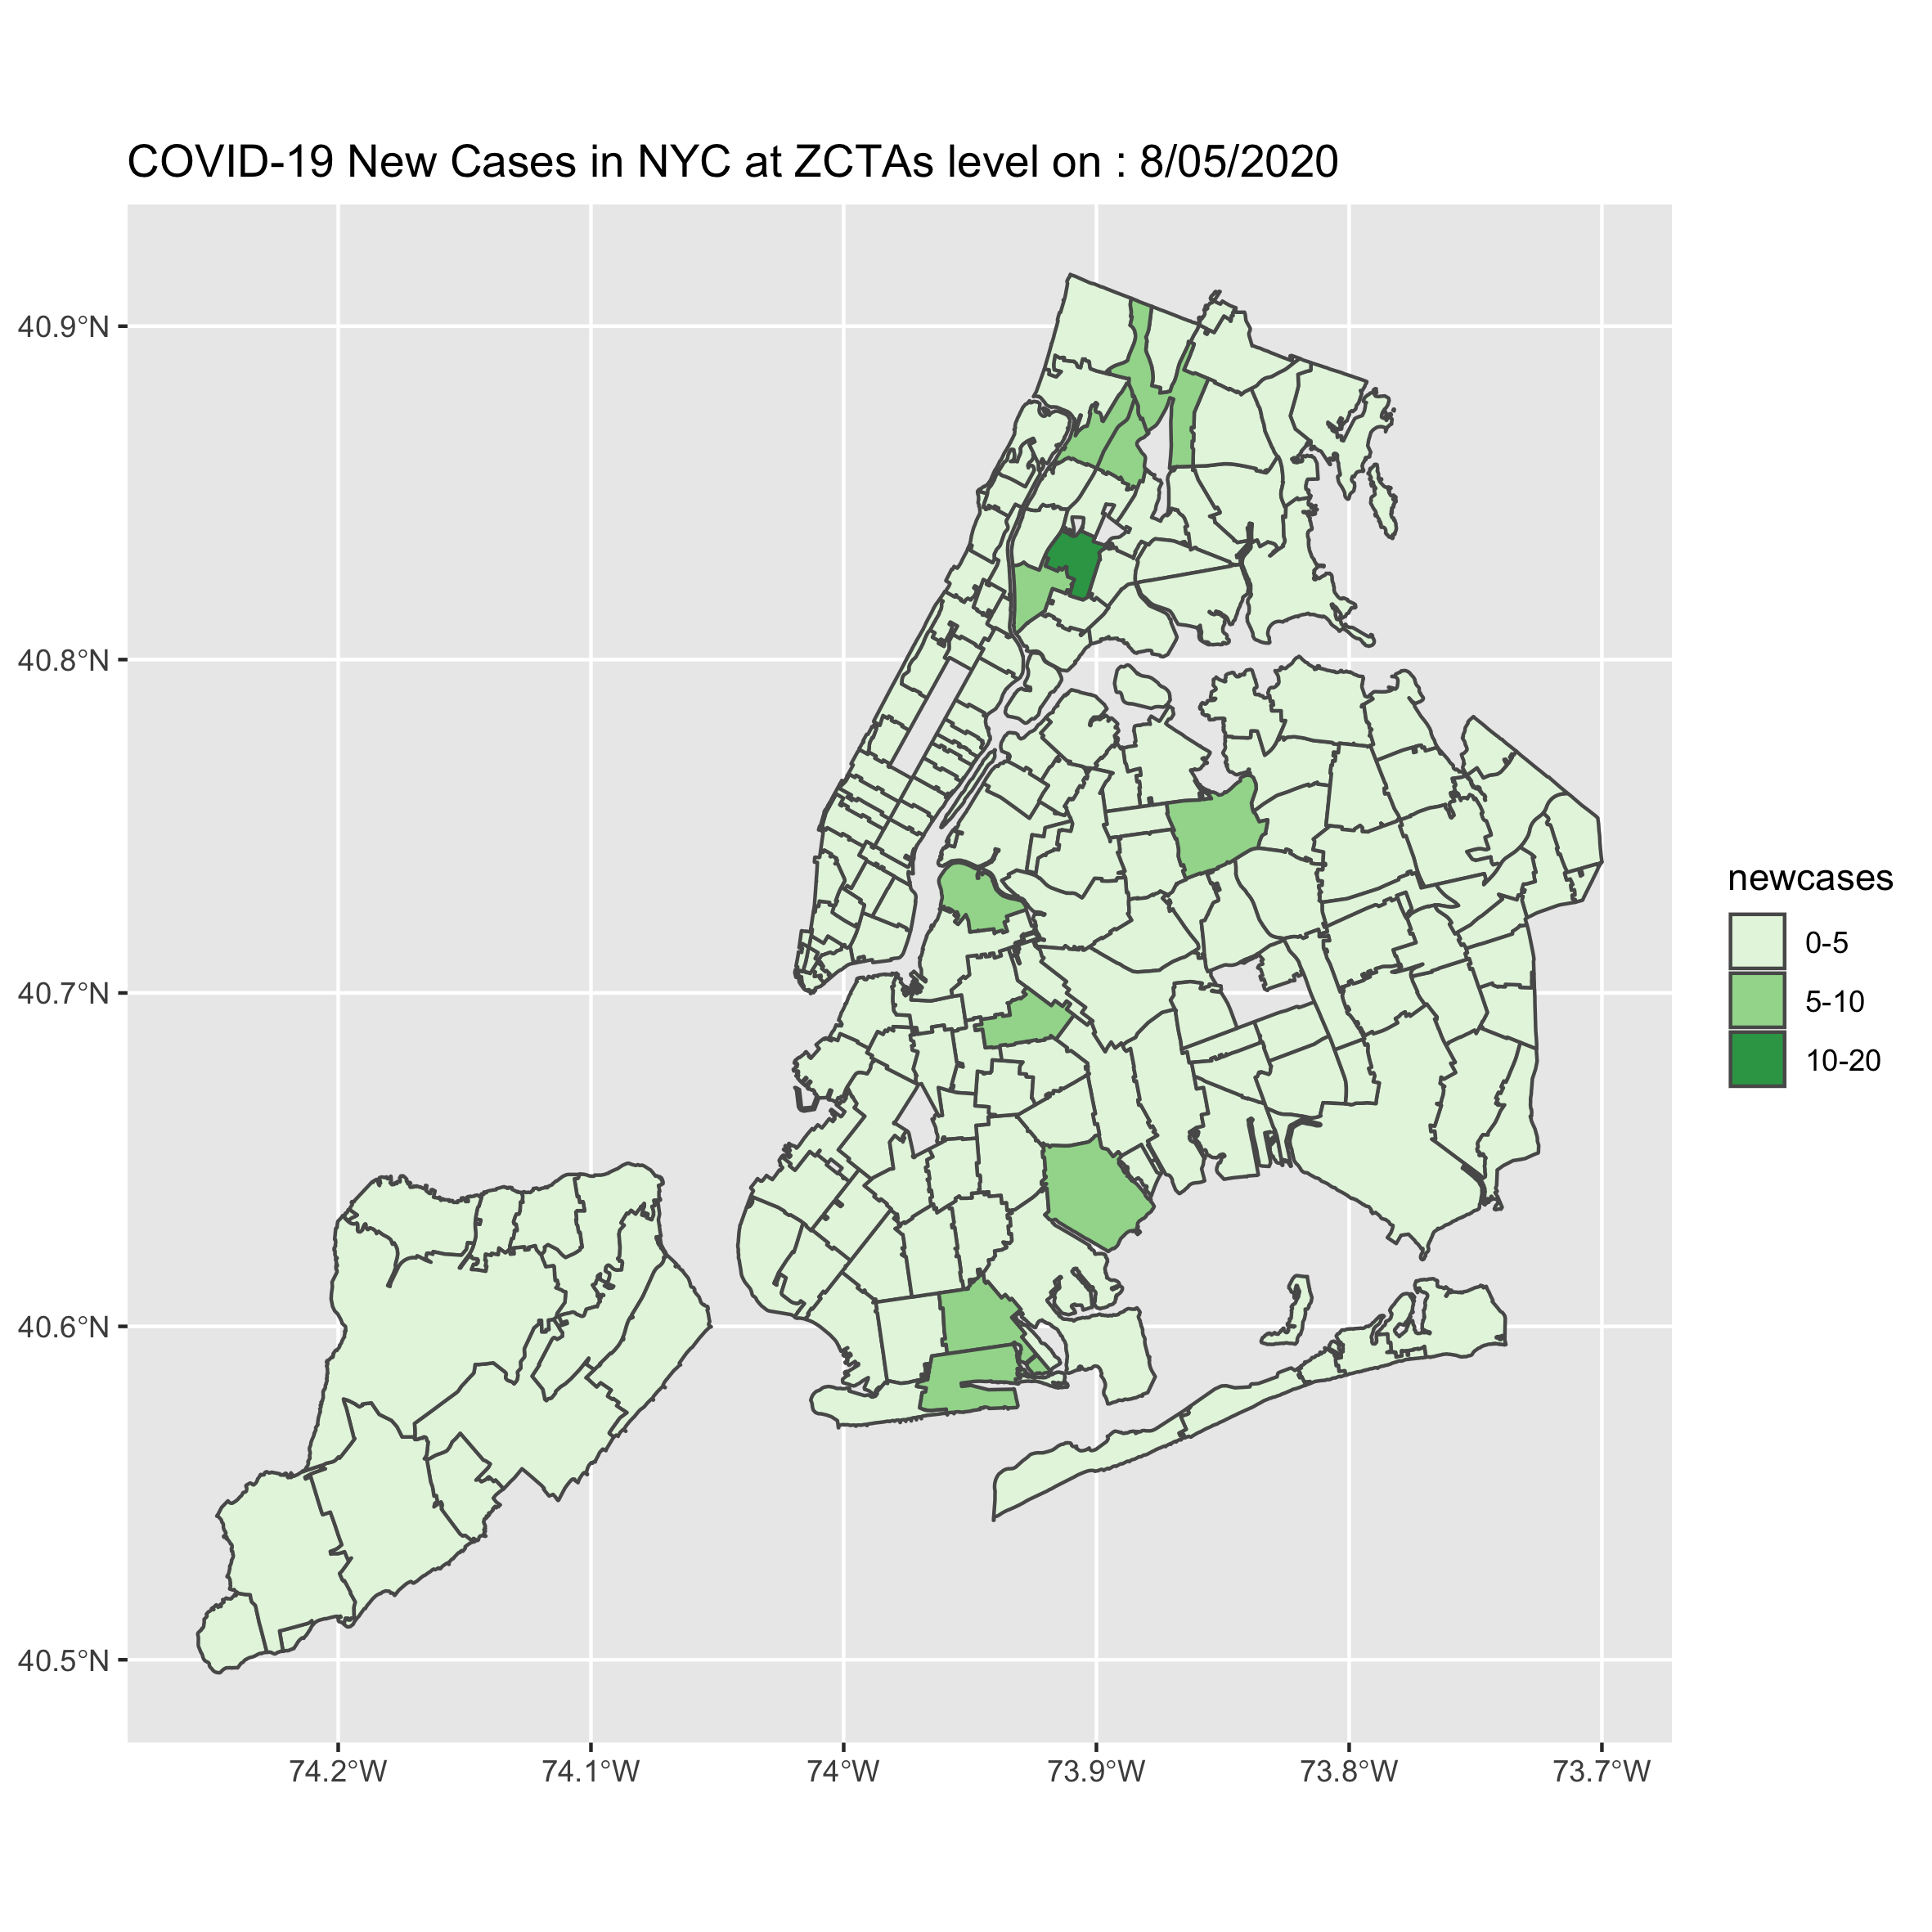 COVID-19 New Cases in NYC at ZCTAs level on : 8/05/2020
40.9°N
40.8°N
40.7°N
40.6°N
40.5°N
74.2°W
74.1°W
74°W
73.9°W
73.8°W
73.7°W
newcases
0-5
5-10
10-20